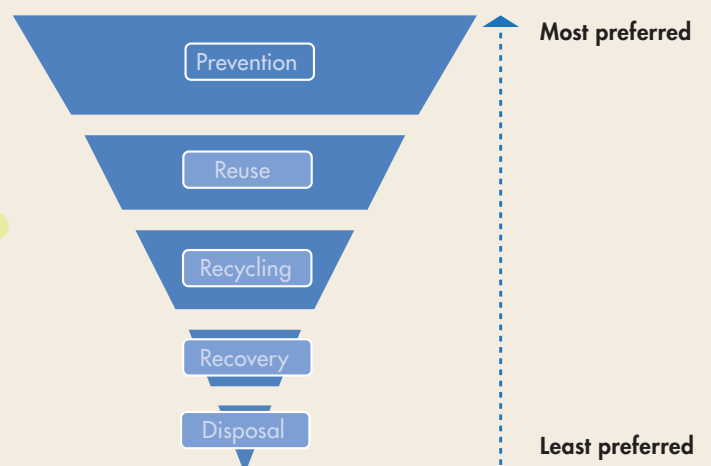 Most preferred
Prevention
Reuse
Recycling
Recovery
Disposal
Least preferred